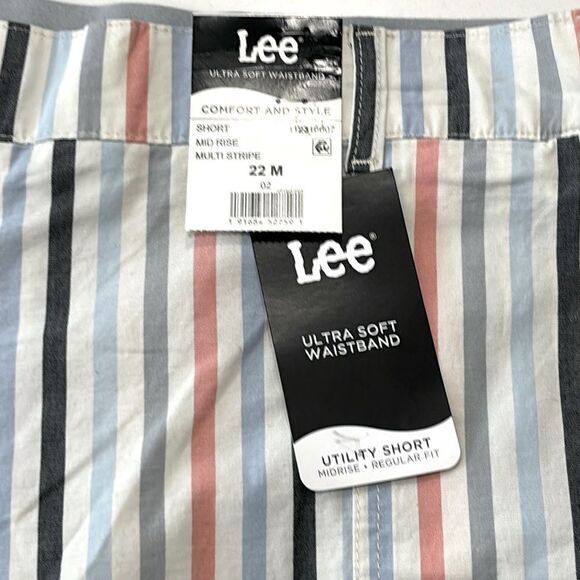 Lee
ULTRA SOFT WAISTBAND
COMFORT AND STYLE
SHORT
MID RISE
MULTI STRIPE
22 M
02
Lee®
ULTRA SOFT
WAISTBAND
UTILITY SHORT
MIDRISE • REGULAR FIT